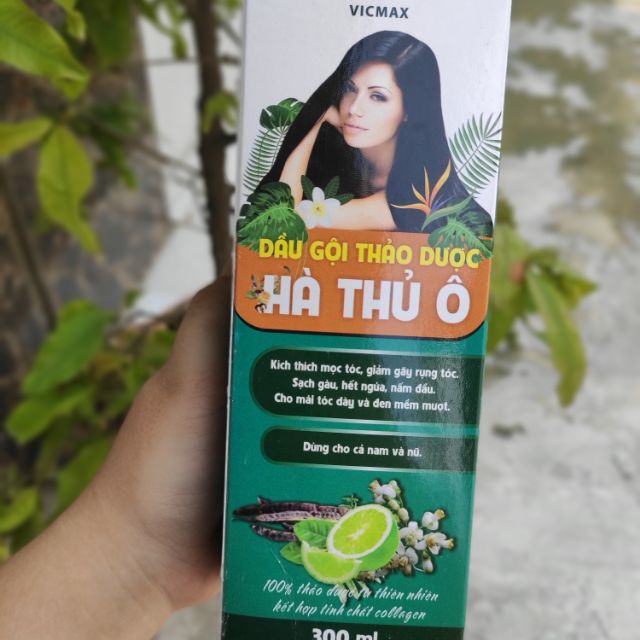 VICMAX
DẦU GỘI THẢO DƯỢC
HÀ THỦ Ô
Kích thích mọc tóc, giảm gãy rụng tóc.
Sạch gàu, hết ngứa, nấm đầu.
Cho mái tóc dày và đen mềm mượt.
Dùng cho cả nam và nữ.
100% thảo dược từ thiên nhiên
kết hợp tinh chất collagen
300 ml